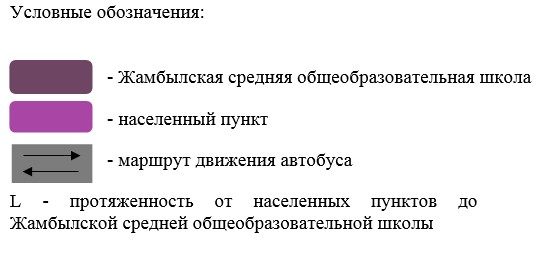 Условные обозначения:
- Жамбылская средняя общеобразовательная школа
- населенный пункт
- маршрут движения автобуса
L - протяженность от населенных пунктов до
Жамбылской средней общеобразовательной школы